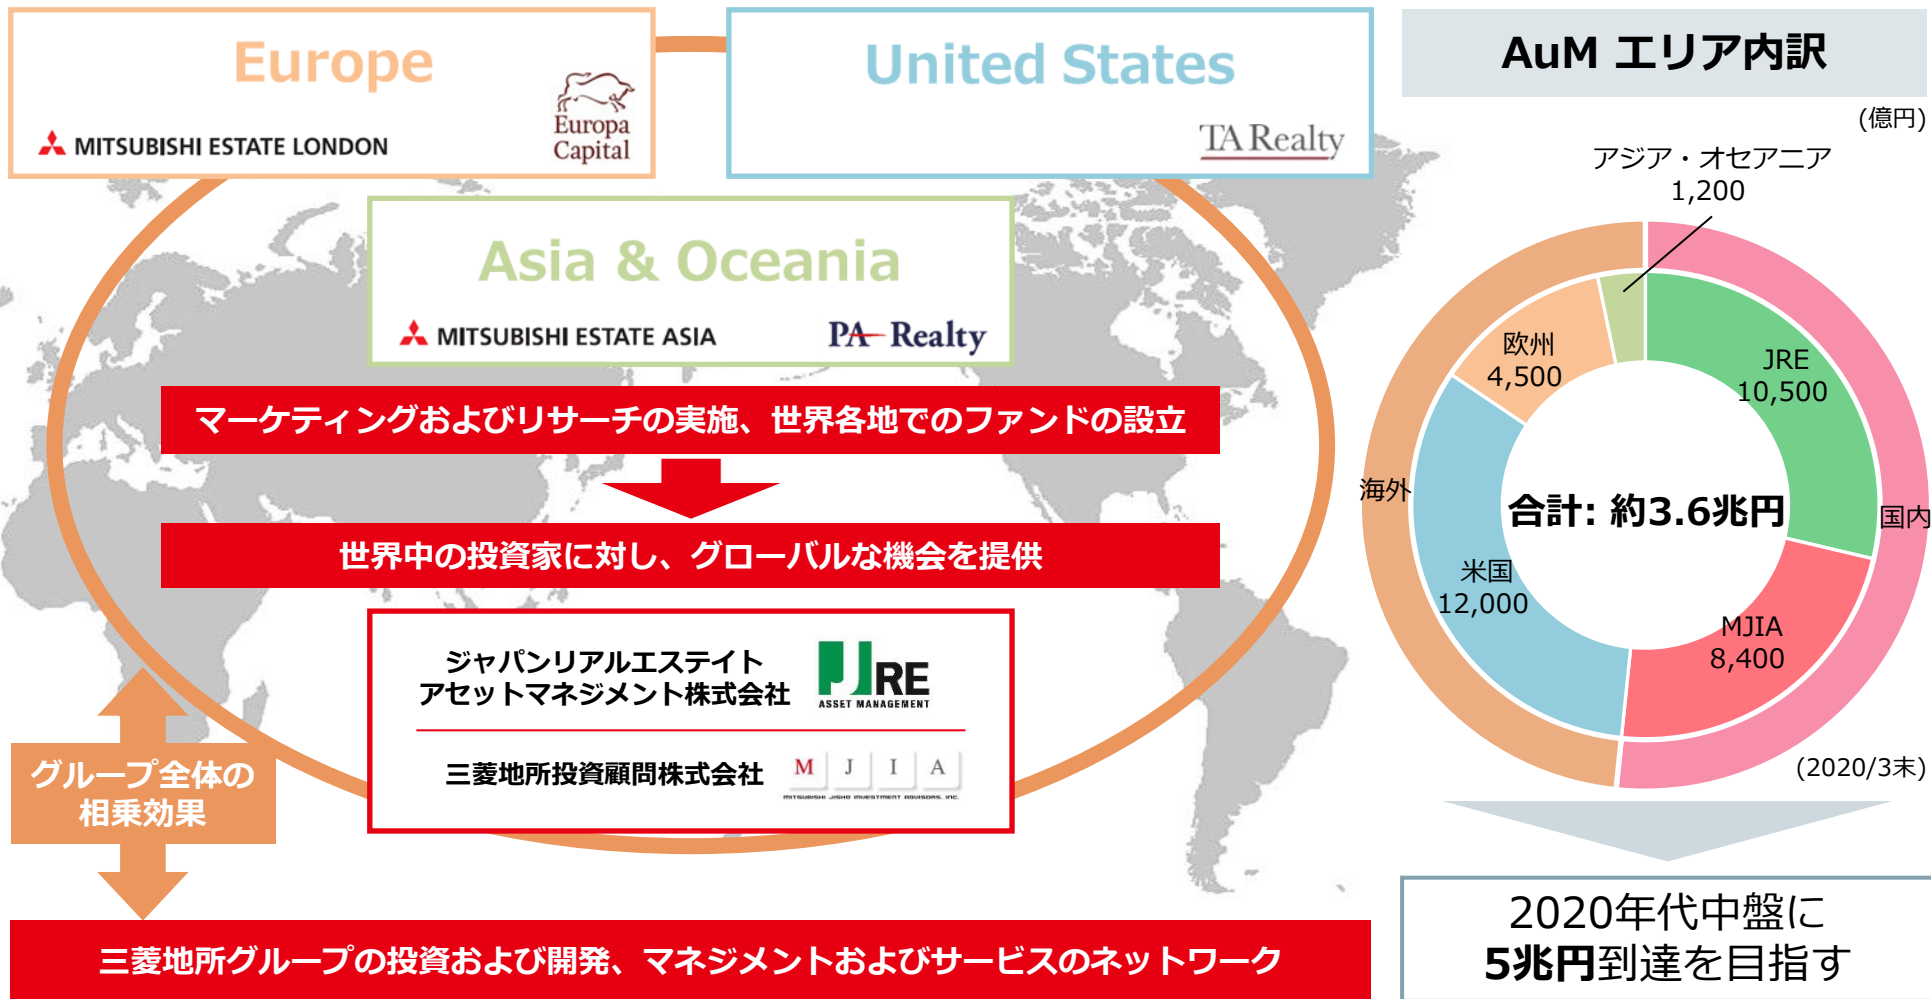 Europe
MITSUBISHI ESTATE LONDON
Europa
Capital
United States
TA Realty
Asia & Oceania
MITSUBISHI ESTATE ASIA
PA Realty
マーケティングおよびリサーチの実施、世界各地でのファンドの設立
世界中の投資家に対し、グローバルな機会を提供
ジャパンリアルエステイト
アセットマネジメント株式会社
JRE
ASSET MANAGEMENT
三菱地所投資顧問株式会社
M J I A
MITSUBISHI JISHO INVESTMENT ADVISORS, INC.
グループ全体の
相乗効果
三菱地所グループの投資および開発、マネジメントおよびサービスのネットワーク
AuM エリア内訳
(億円)
アジア・オセアニア
1,200
欧州
4,500
JRE
10,500
海外
合計: 約3.6兆円
国内
米国
12,000
MJIA
8,400
(2020/3末)
2020年代中盤に
5兆円到達を目指す